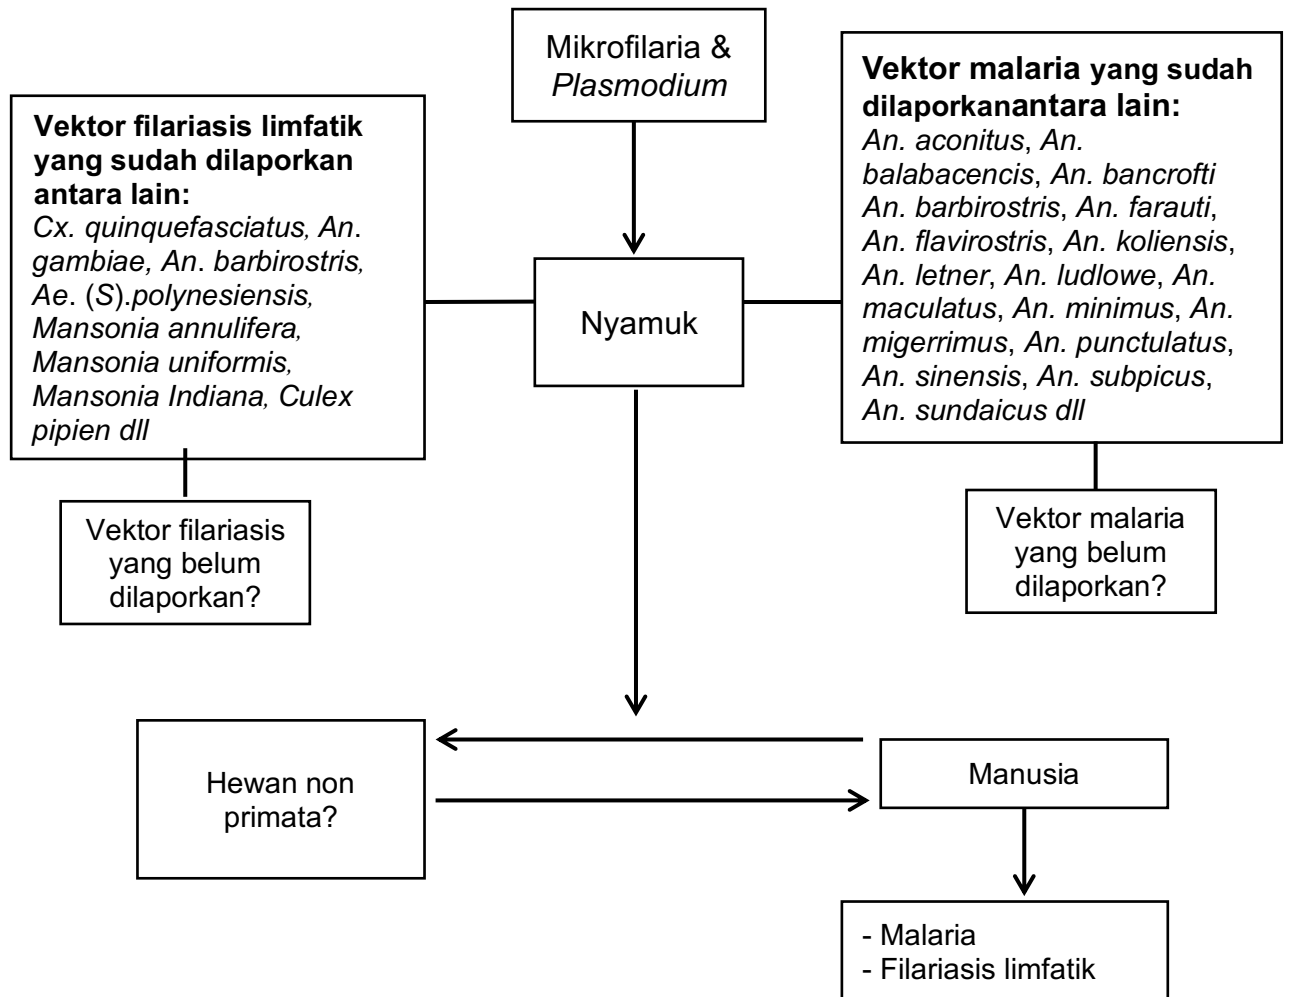 Mikrofilaria &
Plasmodium
Vektor filariasis limfatik
yang sudah dilaporkan
antara lain:
Cx. quinquefasciatus, An.
gambiae, An. barbirostris,
Ae. (S).polynesiensis,
Mansonia annulifera,
Mansonia uniformis,
Mansonia Indiana, Culex
pipien dll
Vektor malaria yang sudah
dilaporkanantara lain:
An. aconitus, An.
balabacencis, An. bancrofti
An. barbirostris, An. farauti,
An. flavirostris, An. koliensis,
An. letner, An. ludlowe, An.
maculatus, An. minimus, An.
migerrimus, An. punctulatus,
An. sinensis, An. subpicus,
An. sundaicus dll
Nyamuk
Vektor filariasis
yang belum
dilaporkan?
Vektor malaria
yang belum
dilaporkan?
Hewan non
primata?
Manusia
- Malaria
- Filariasis limfatik